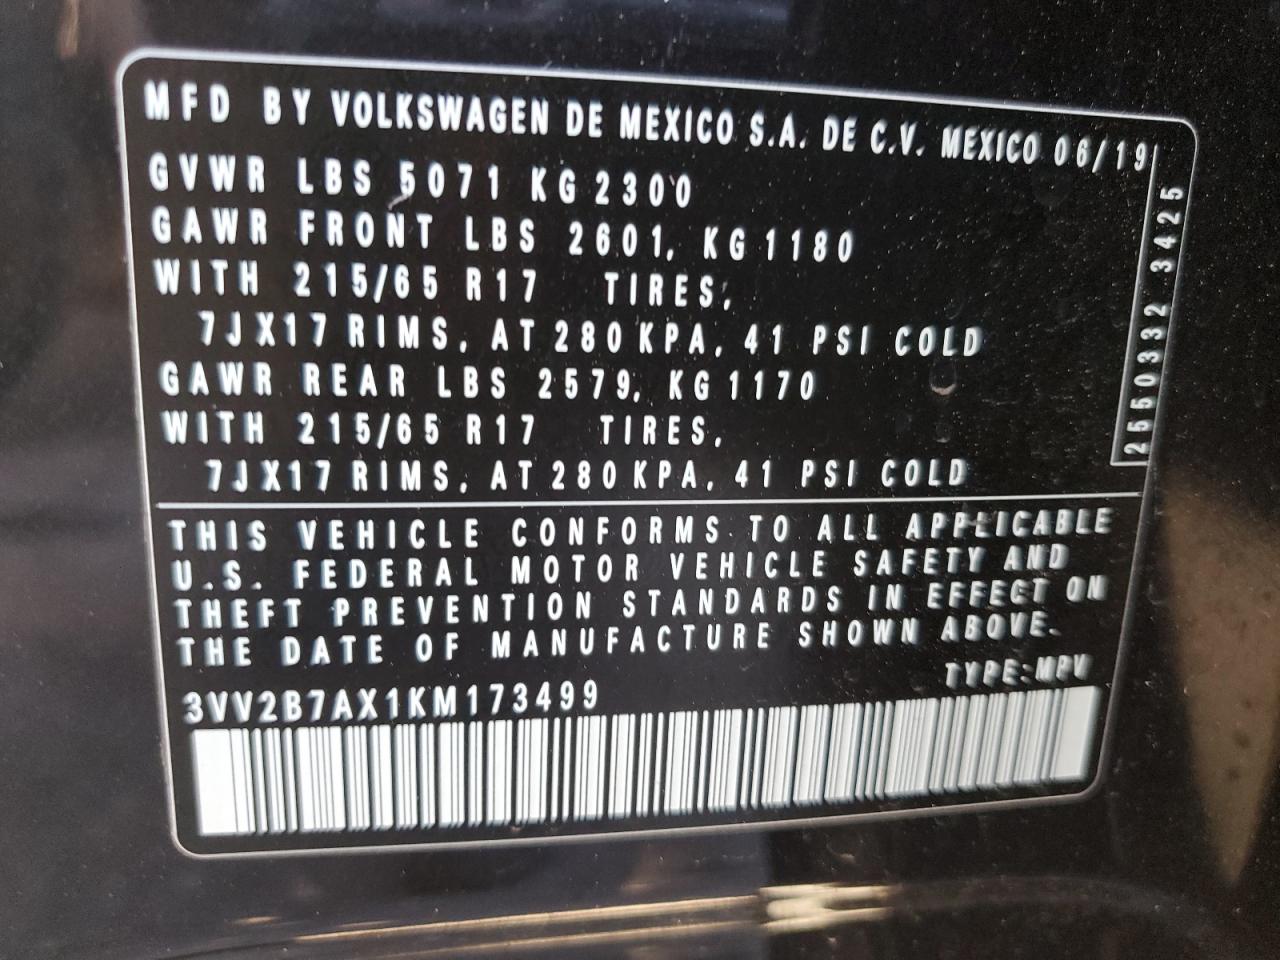 MFD BY VOLKSWAGEN DE MEXICO S.A. DE C.V. MEXICO 06/19
GVWR LBS 5071 KG 2300
GAWR FRONT LBS 2601, KG 1180
WITH 215/65 R17 TIRES,
7JX17 RIMS, AT 280 KPA, 41 PSI COLD
GAWR REAR LBS 2579, KG 1170
WITH 215/65 R17 TIRES,
7JX17 RIMS, AT 280 KPA, 41 PSI COLD
2550332 3425
THIS VEHICLE CONFORMS TO ALL APPLICABLE
U.S. FEDERAL MOTOR VEHICLE SAFETY AND
THEFT PREVENTION STANDARDS IN EFFECT ON
THE DATE OF MANUFACTURE SHOWN ABOVE.
TYPE:MPV
3VV2B7AX1KM173499